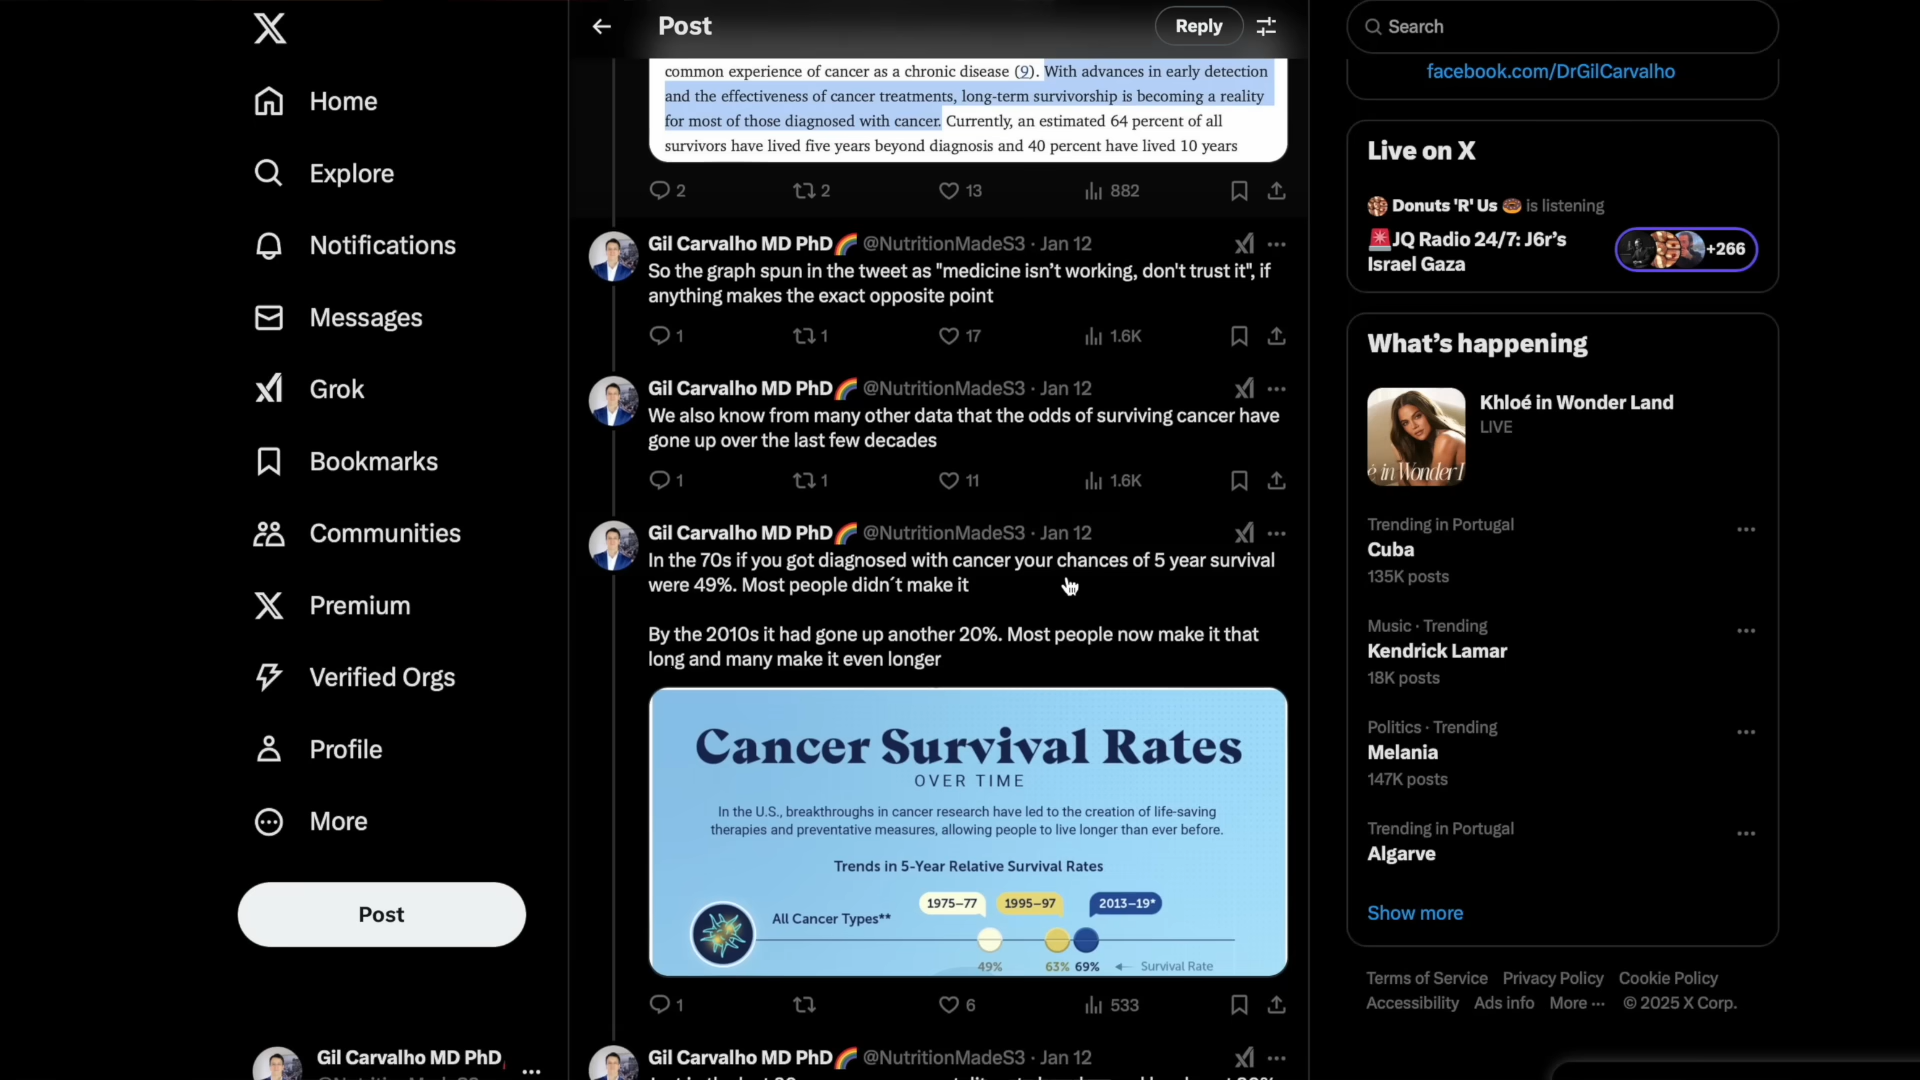 Home
Explore
Notifications
Messages
Grok
Bookmarks
Communities
Premium
Verified Orgs
Profile
More
Post
Gil Carvalho MD PhD
Post
Reply
common experience of cancer as a chronic disease (9). With advances in early detection
and the effectiveness of cancer treatments, long-term survivorship is becoming a reality
for most of those diagnosed with cancer. Currently, an estimated 64 percent of all
survivors have lived five years beyond diagnosis and 40 percent have lived 10 years
2 2 13 882
Gil Carvalho MD PhD🌈 @NutritionMadeS3 · Jan 12
So the graph spun in the tweet as "medicine isn’t working, don't trust it", if
anything makes the exact opposite point
1 1 17 1.6K
Gil Carvalho MD PhD🌈 @NutritionMadeS3 · Jan 12
We also know from many other data that the odds of surviving cancer have
gone up over the last few decades
1 1 11 1.6K
Gil Carvalho MD PhD🌈 @NutritionMadeS3 · Jan 12
In the 70s if you got diagnosed with cancer your chances of 5 year survival
were 49%. Most people didn´t make it
By the 2010s it had gone up another 20%. Most people now make it that
long and many make it even longer
Cancer Survival Rates
OVER TIME
In the U.S., breakthroughs in cancer research have led to the creation of life-saving
therapies and preventative measures, allowing people to live longer than ever before.
Trends in 5-Year Relative Survival Rates
1975–77 1995–97 2013–19*
All Cancer Types**
49% 63% 69% ← Survival Rate
1 6 533
Gil Carvalho MD PhD🌈 @NutritionMadeS3 · Jan 12
Search
facebook.com/DrGilCarvalho
Live on X
Donuts 'R' Us 🍩 is listening
🚨JQ Radio 24/7: J6r’s
Israel Gaza
+266
What’s happening
é in Wonder
Khloé in Wonder Land
LIVE
Trending in Portugal
Cuba
135K posts
Music · Trending
Kendrick Lamar
18K posts
Politics · Trending
Melania
147K posts
Trending in Portugal
Algarve
Show more
Terms of Service Privacy Policy Cookie Policy
Accessibility Ads info More ··· © 2025 X Corp.